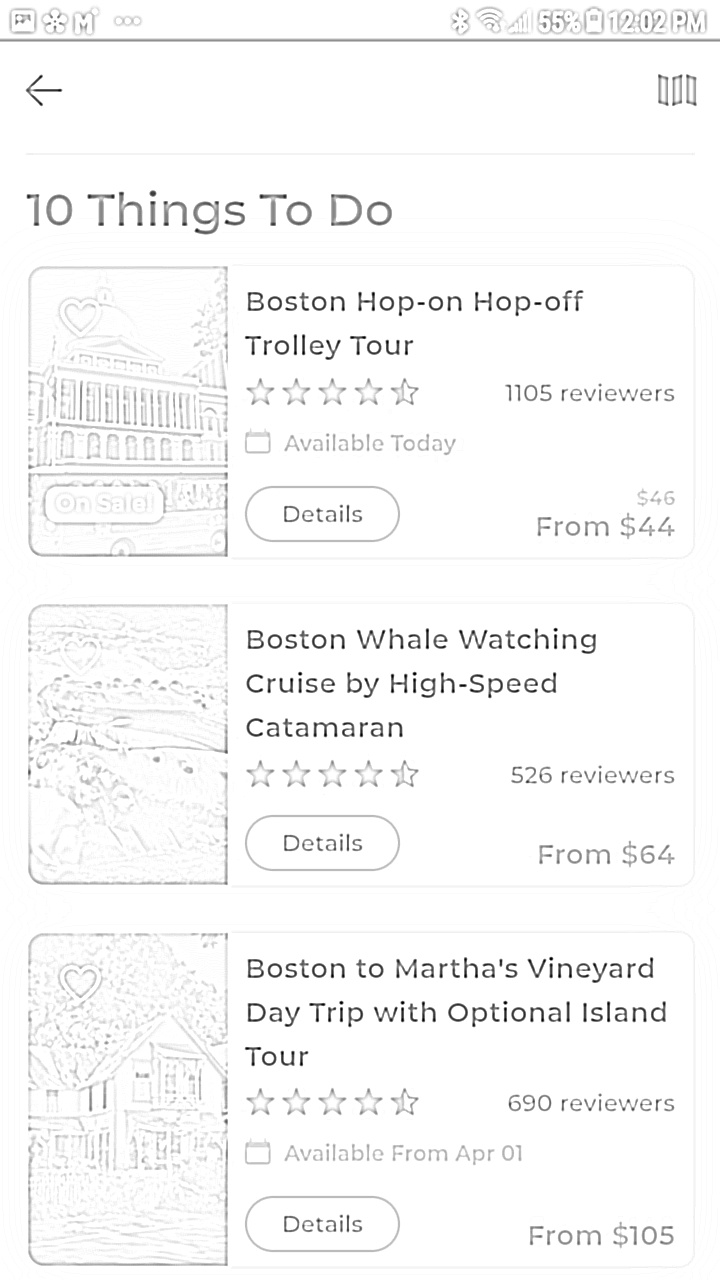 55% 12:02 PM
10 Things To Do
Boston Hop-on Hop-off
Trolley Tour
1105 reviewers
Available Today
On Sale!
Details
$46
From $44
Boston Whale Watching
Cruise by High-Speed
Catamaran
526 reviewers
Details
From $64
Boston to Martha's Vineyard
Day Trip with Optional Island
Tour
690 reviewers
Available From Apr 01
Details
From $105